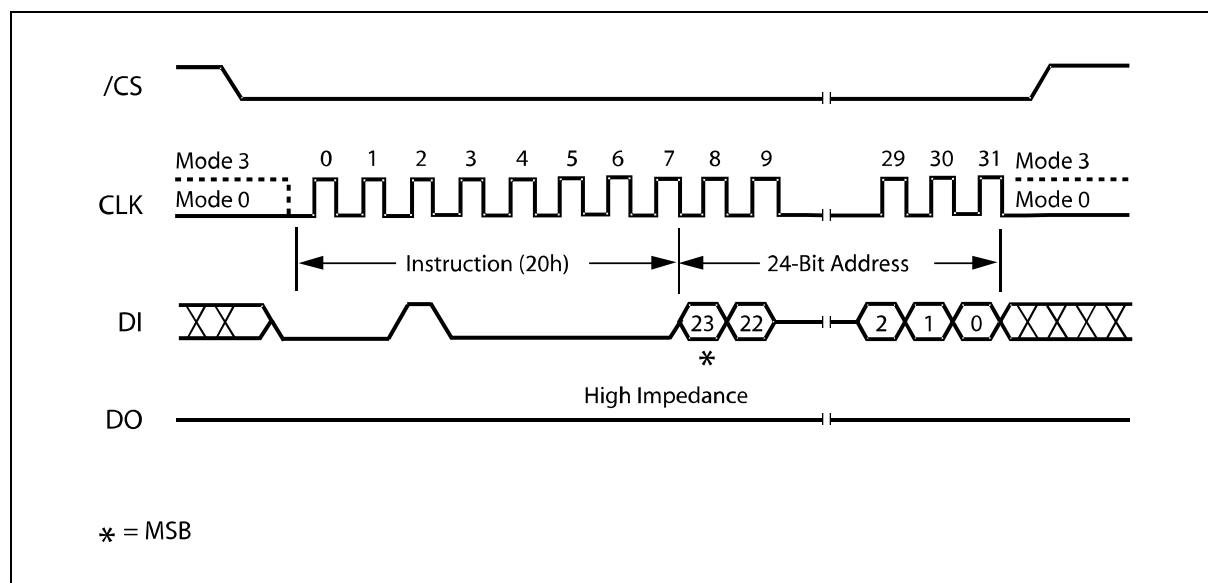 /CS
Mode 3 0 1 2 3 4 5 6 7 8 9 29 30 31 Mode 3
CLK Mode 0 Mode 0
Instruction (20h) 24-Bit Address
DI 23 22 2 1 0
*
High Impedance
DO
* = MSB